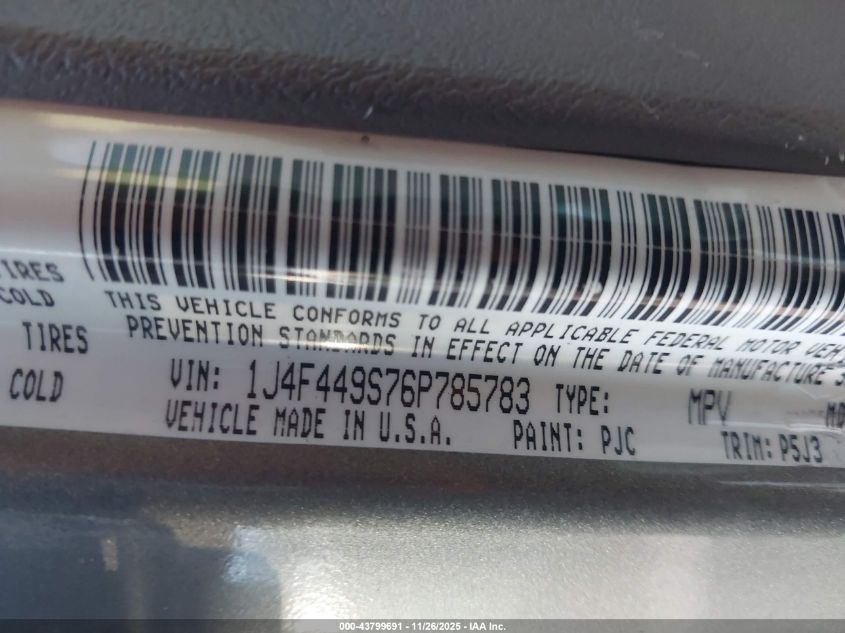 TIRES
COLD
THIS VEHICLE CONFORMS TO ALL APPLICABLE FEDERAL MOTOR
TIRES PREVENTION STANDARDS IN EFFECT ON THE DATE OF MANUFACTURE
COLD VIN: 1J4F449S76P785783 TYPE: MPV
VEHICLE MADE IN U.S.A. PAINT: PJC TRIM: P5J3
000-43799691 - 11/26/2025 - IAA Inc.